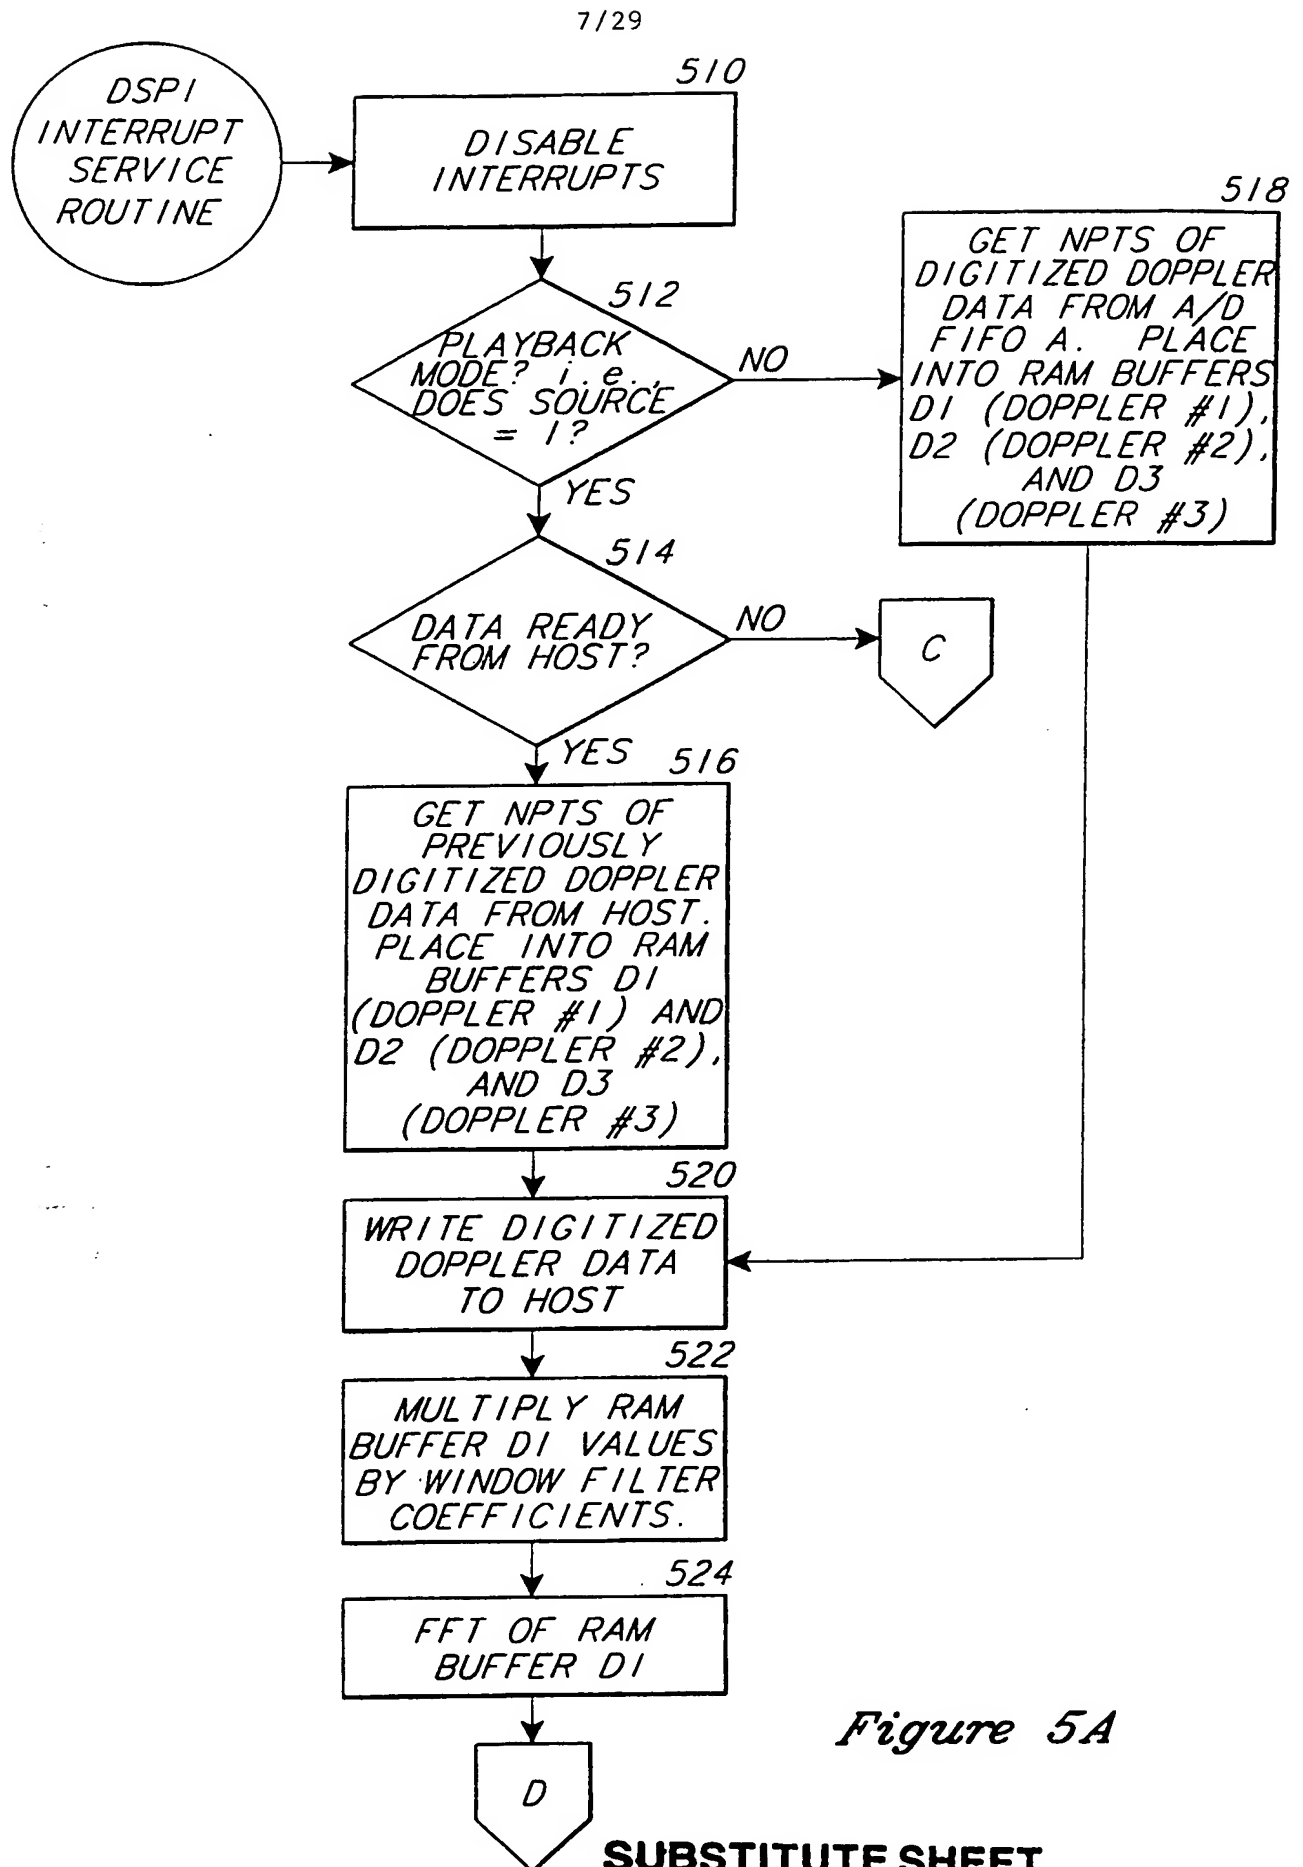 7/29
DSP1
INTERRUPT
SERVICE
ROUTINE
510
DISABLE
INTERRUPTS
512
PLAYBACK
MODE? i.e.,
DOES SOURCE
= 1?
NO
YES
518
GET NPTS OF
DIGITIZED DOPPLER
DATA FROM A/D
FIFO A. PLACE
INTO RAM BUFFERS
D1 (DOPPLER #1),
D2 (DOPPLER #2),
AND D3
(DOPPLER #3)
514
DATA READY
FROM HOST?
NO
C
YES
516
GET NPTS OF
PREVIOUSLY
DIGITIZED DOPPLER
DATA FROM HOST.
PLACE INTO RAM
BUFFERS D1
(DOPPLER #1) AND
D2 (DOPPLER #2),
AND D3
(DOPPLER #3)
520
WRITE DIGITIZED
DOPPLER DATA
TO HOST
522
MULTIPLY RAM
BUFFER D1 VALUES
BY WINDOW FILTER
COEFFICIENTS.
524
FFT OF RAM
BUFFER D1
D
Figure 5A
SUBSTITUTE SHEET